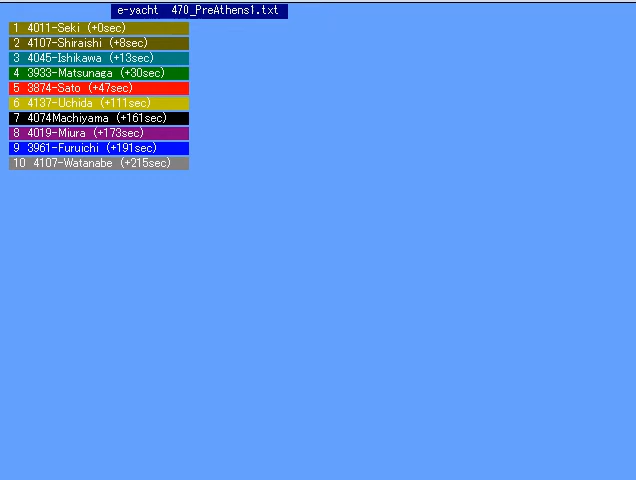 e-yacht 470_PreAthens1.txt
1 4011-Seki (+0sec)
2 4107-Shiraishi (+8sec)
3 4045-Ishikawa (+13sec)
4 3933-Matsunaga (+30sec)
5 3874-Sato (+47sec)
6 4137-Uchida (+111sec)
7 4074Machiyama (+161sec)
8 4019-Miura (+173sec)
9 3961-Furuichi (+191sec)
10 4107-Watanabe (+215sec)